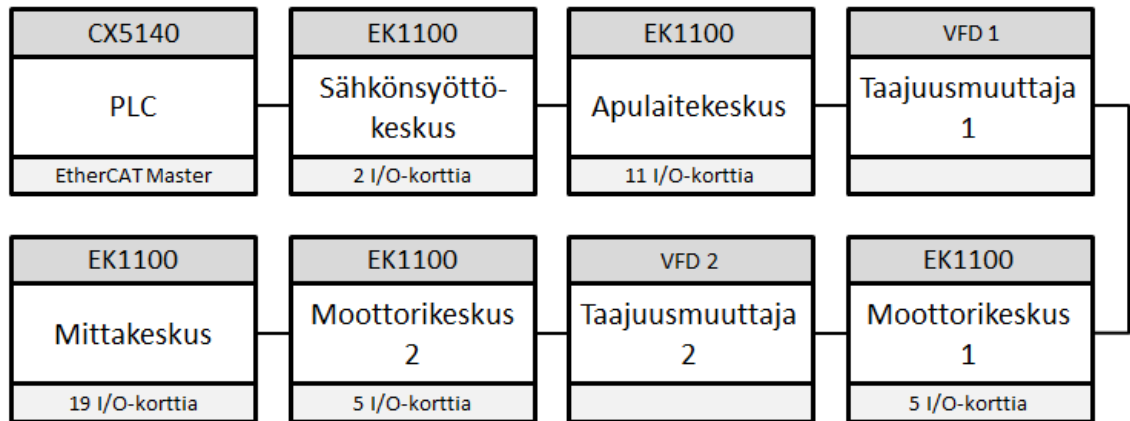 CX5140
PLC
EtherCAT Master
EK1100
Sähkönsyöttö-
keskus
2 I/O-korttia
EK1100
Apulaitekeskus
11 I/O-korttia
VFD 1
Taajuusmuuttaja
1
EK1100
Mittakeskus
19 I/O-korttia
EK1100
Moottorikeskus
2
5 I/O-korttia
VFD 2
Taajuusmuuttaja
2
EK1100
Moottorikeskus
1
5 I/O-korttia